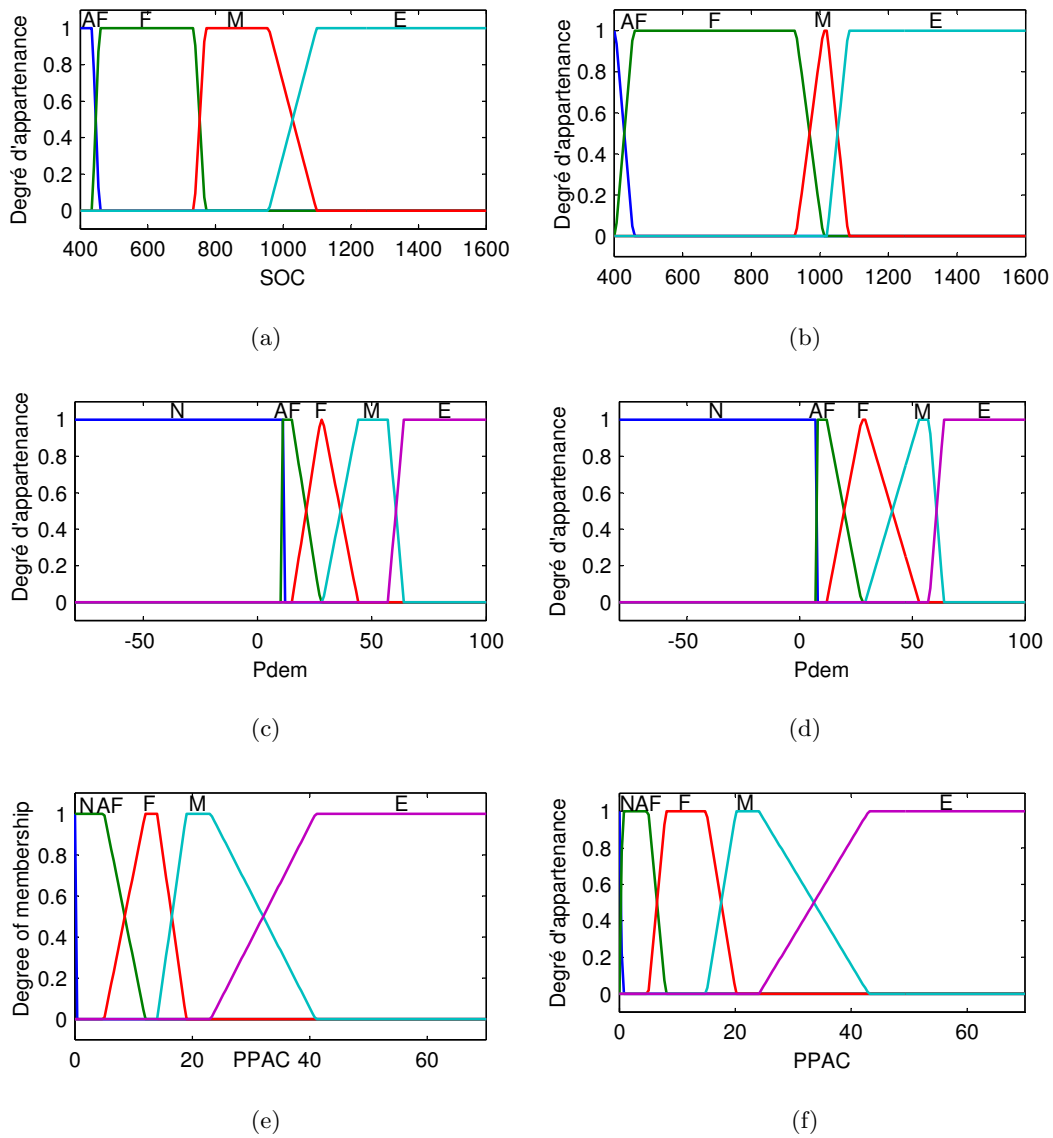 AF F M E
1
0.8
0.6
0.4
0.2
0
Degré d'appartenance
400 600 800 1000 1200 1400 1600
SOC
(a)
AF F M E
1
0.8
0.6
0.4
0.2
0
Degré d'appartenance
400 600 800 1000 1200 1400 1600
(b)
N AF F M E
1
0.8
0.6
0.4
0.2
0
Degré d'appartenance
-50 0 50 100
Pdem
(c)
N AF F M E
1
0.8
0.6
0.4
0.2
0
Degré d'appartenance
-50 0 50 100
Pdem
(d)
N AF F M E
1
0.8
0.6
0.4
0.2
0
Degree of membership
0 20 40 60
PPAC
(e)
N AF F M E
1
0.8
0.6
0.4
0.2
0
Degré d'appartenance
0 20 40 60
PPAC
(f)